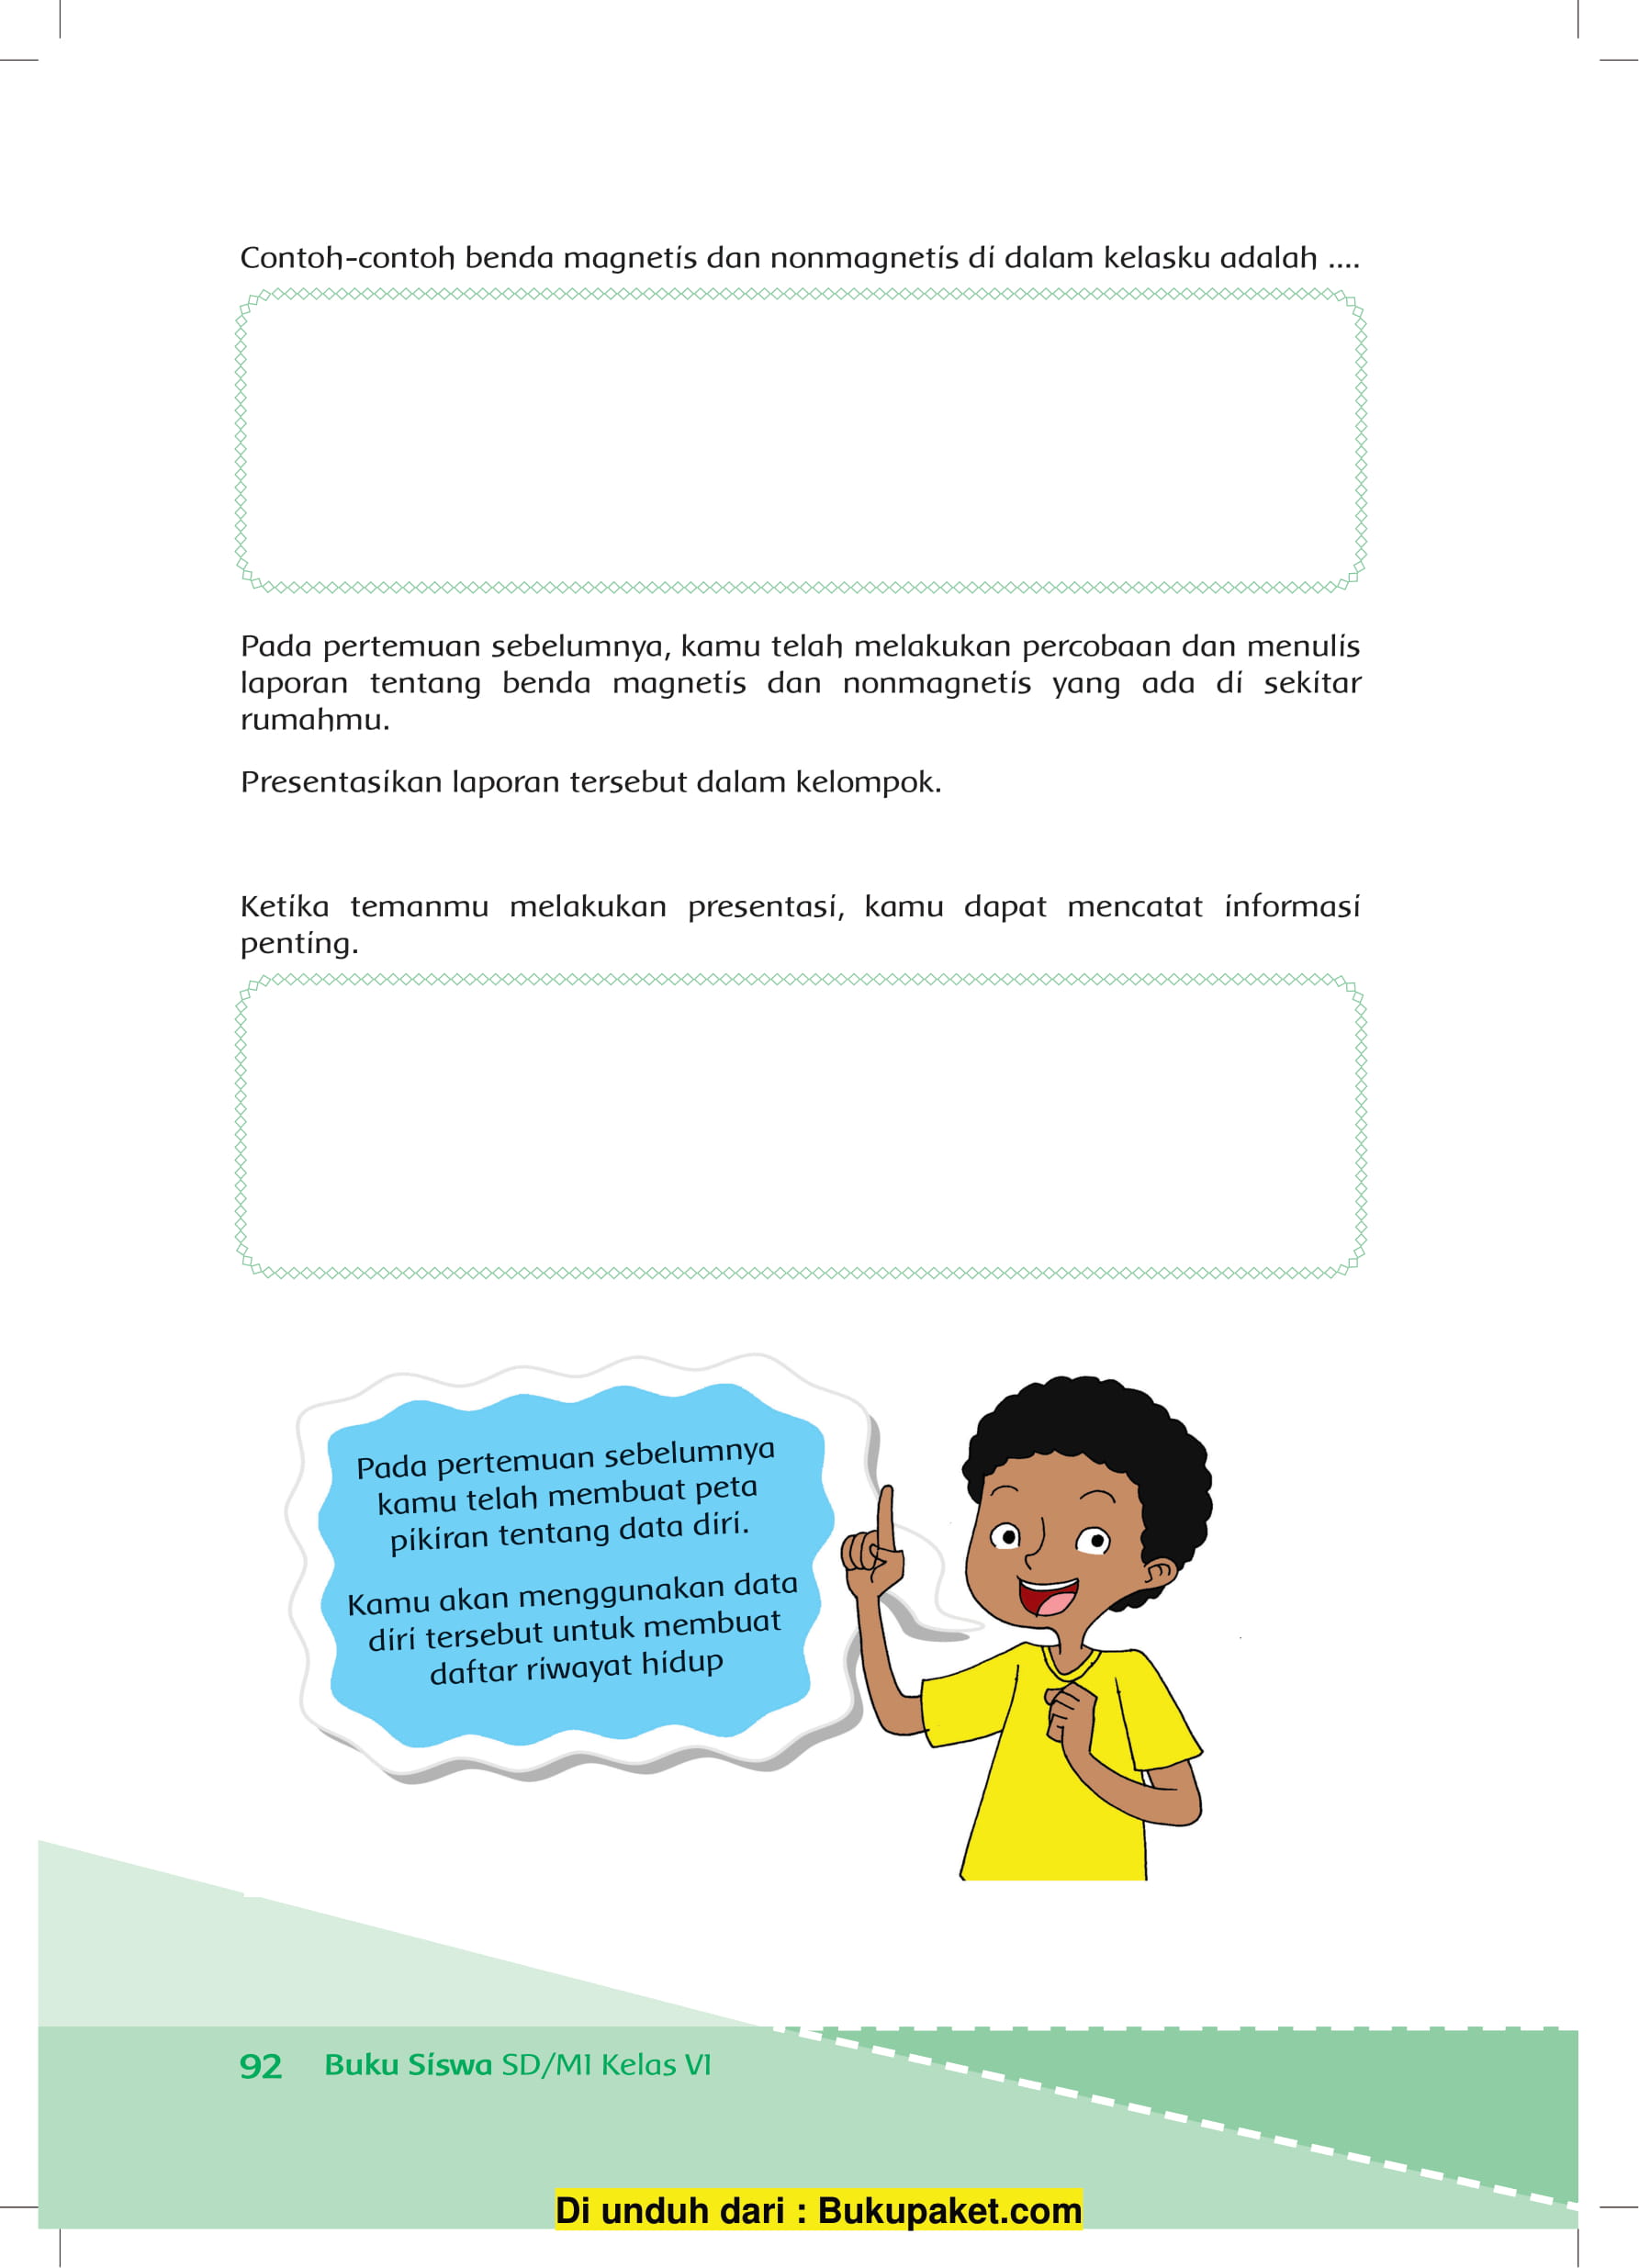 Contoh-contoh benda magnetis dan nonmagnetis di dalam kelasku adalah ....
Pada pertemuan sebelumnya, kamu telah melakukan percobaan dan menulis
laporan tentang benda magnetis dan nonmagnetis yang ada di sekitar
rumahmu.
Presentasikan laporan tersebut dalam kelompok.
Ketika temanmu melakukan presentasi, kamu dapat mencatat informasi
penting.
Pada pertemuan sebelumnya
kamu telah membuat peta
pikiran tentang data diri.
Kamu akan menggunakan data
diri tersebut untuk membuat
daftar riwayat hidup
92 Buku Siswa SD/MI Kelas VI
Di unduh dari : Bukupaket.com